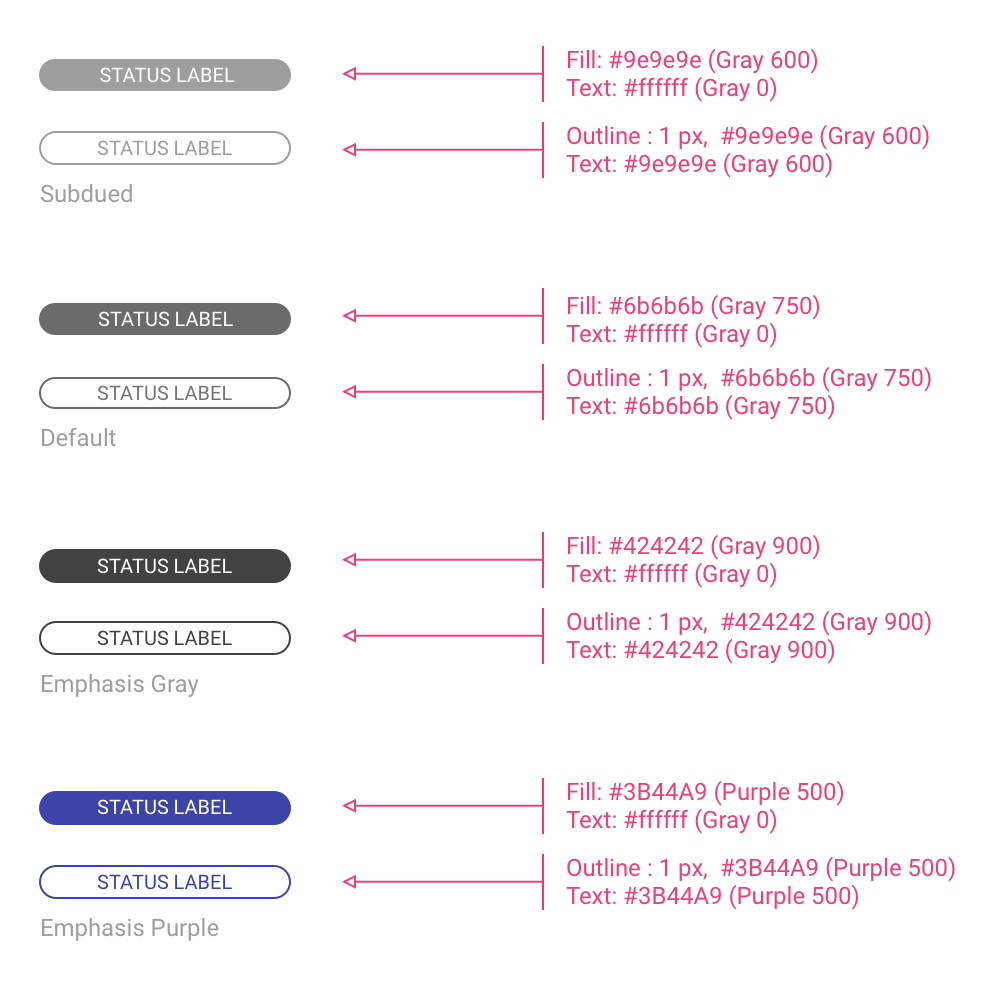 STATUS LABEL
Fill: #9e9e9e (Gray 600)
Text: #ffffff (Gray 0)
STATUS LABEL
Outline : 1 px,  #9e9e9e (Gray 600)
Text: #9e9e9e (Gray 600)
Subdued
STATUS LABEL
Fill: #6b6b6b (Gray 750)
Text: #ffffff (Gray 0)
STATUS LABEL
Outline : 1 px,  #6b6b6b (Gray 750)
Text: #6b6b6b (Gray 750)
Default
STATUS LABEL
Fill: #424242 (Gray 900)
Text: #ffffff (Gray 0)
STATUS LABEL
Outline : 1 px,  #424242 (Gray 900)
Text: #424242 (Gray 900)
Emphasis Gray
STATUS LABEL
Fill: #3B44A9 (Purple 500)
Text: #ffffff (Gray 0)
STATUS LABEL
Outline : 1 px,  #3B44A9 (Purple 500)
Text: #3B44A9 (Purple 500)
Emphasis Purple